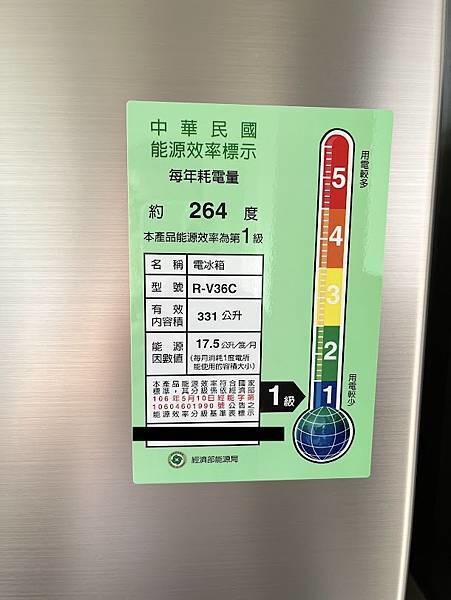 中華民國
能源效率標示
每年耗電量
約 264 度
本產品能源效率為第1級
名稱 電冰箱
型號 R-V36C
有效內容積 331 公升
能源因數值 17.5公升/度/月
(每月消耗1度電所能使用的容積大小)
本產品能源效率符合國家
標準,其分級係依經濟部
106年5月10日經能字第
10604601990號公告之
能源效率分級基準表標示
經濟部能源局
用電較多
5
4
3
2
1
用電較少
1級